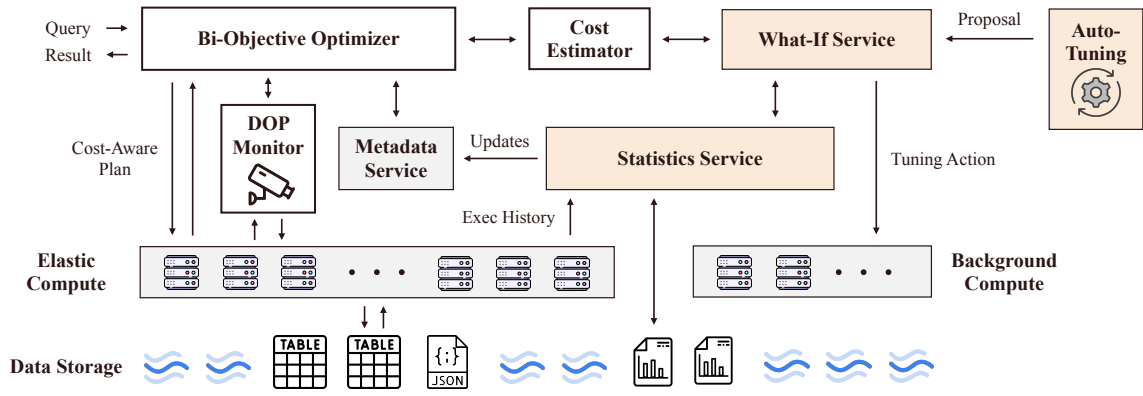 Query
Result
Bi-Objective Optimizer
Cost
Estimator
What-If Service
Proposal
Auto-
Tuning
Cost-Aware
Plan
DOP
Monitor
Metadata
Service
Updates
Statistics Service
Tuning Action
Exec History
Elastic
Compute
Background
Compute
Data Storage
TABLE
TABLE
{;}
JSON